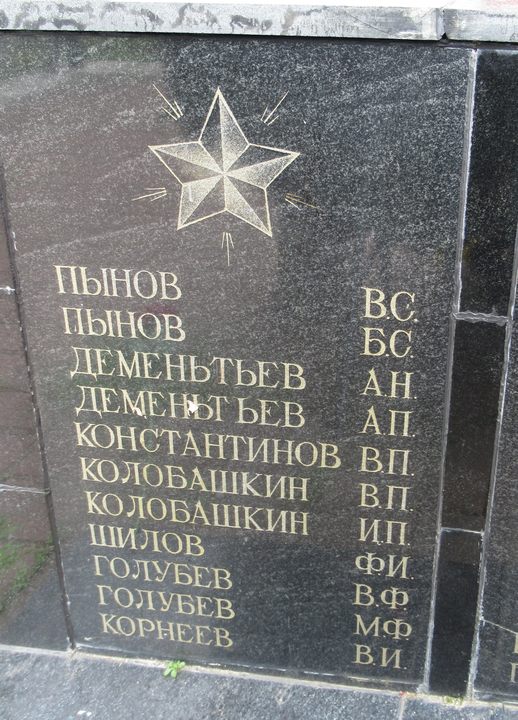 ПЫНОВ В.С.
ПЫНОВ Б.С.
ДЕМЕНЬТЬЕВ А.Н.
ДЕМЕНЬТЬЕВ А.П.
КОНСТАНТИНОВ В.П.
КОЛОБАШКИН В.П.
КОЛОБАШКИН И.П.
ШИЛОВ Ф.И.
ГОЛУБЕВ В.Ф
ГОЛУБЕВ М.Ф
КОРНЕЕВ В.И.